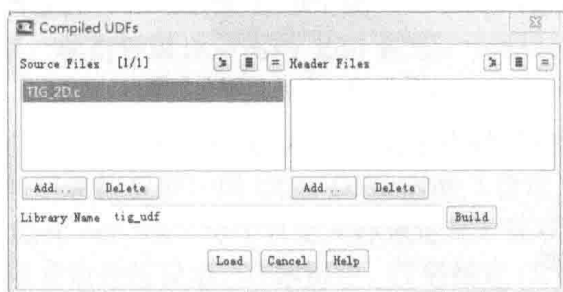 Compiled UDFs
Source Files [1/1] Header Files
TIG_2D.c
Add... Delete Add... Delete
Library Name tig_udf Build
Load Cancel Help